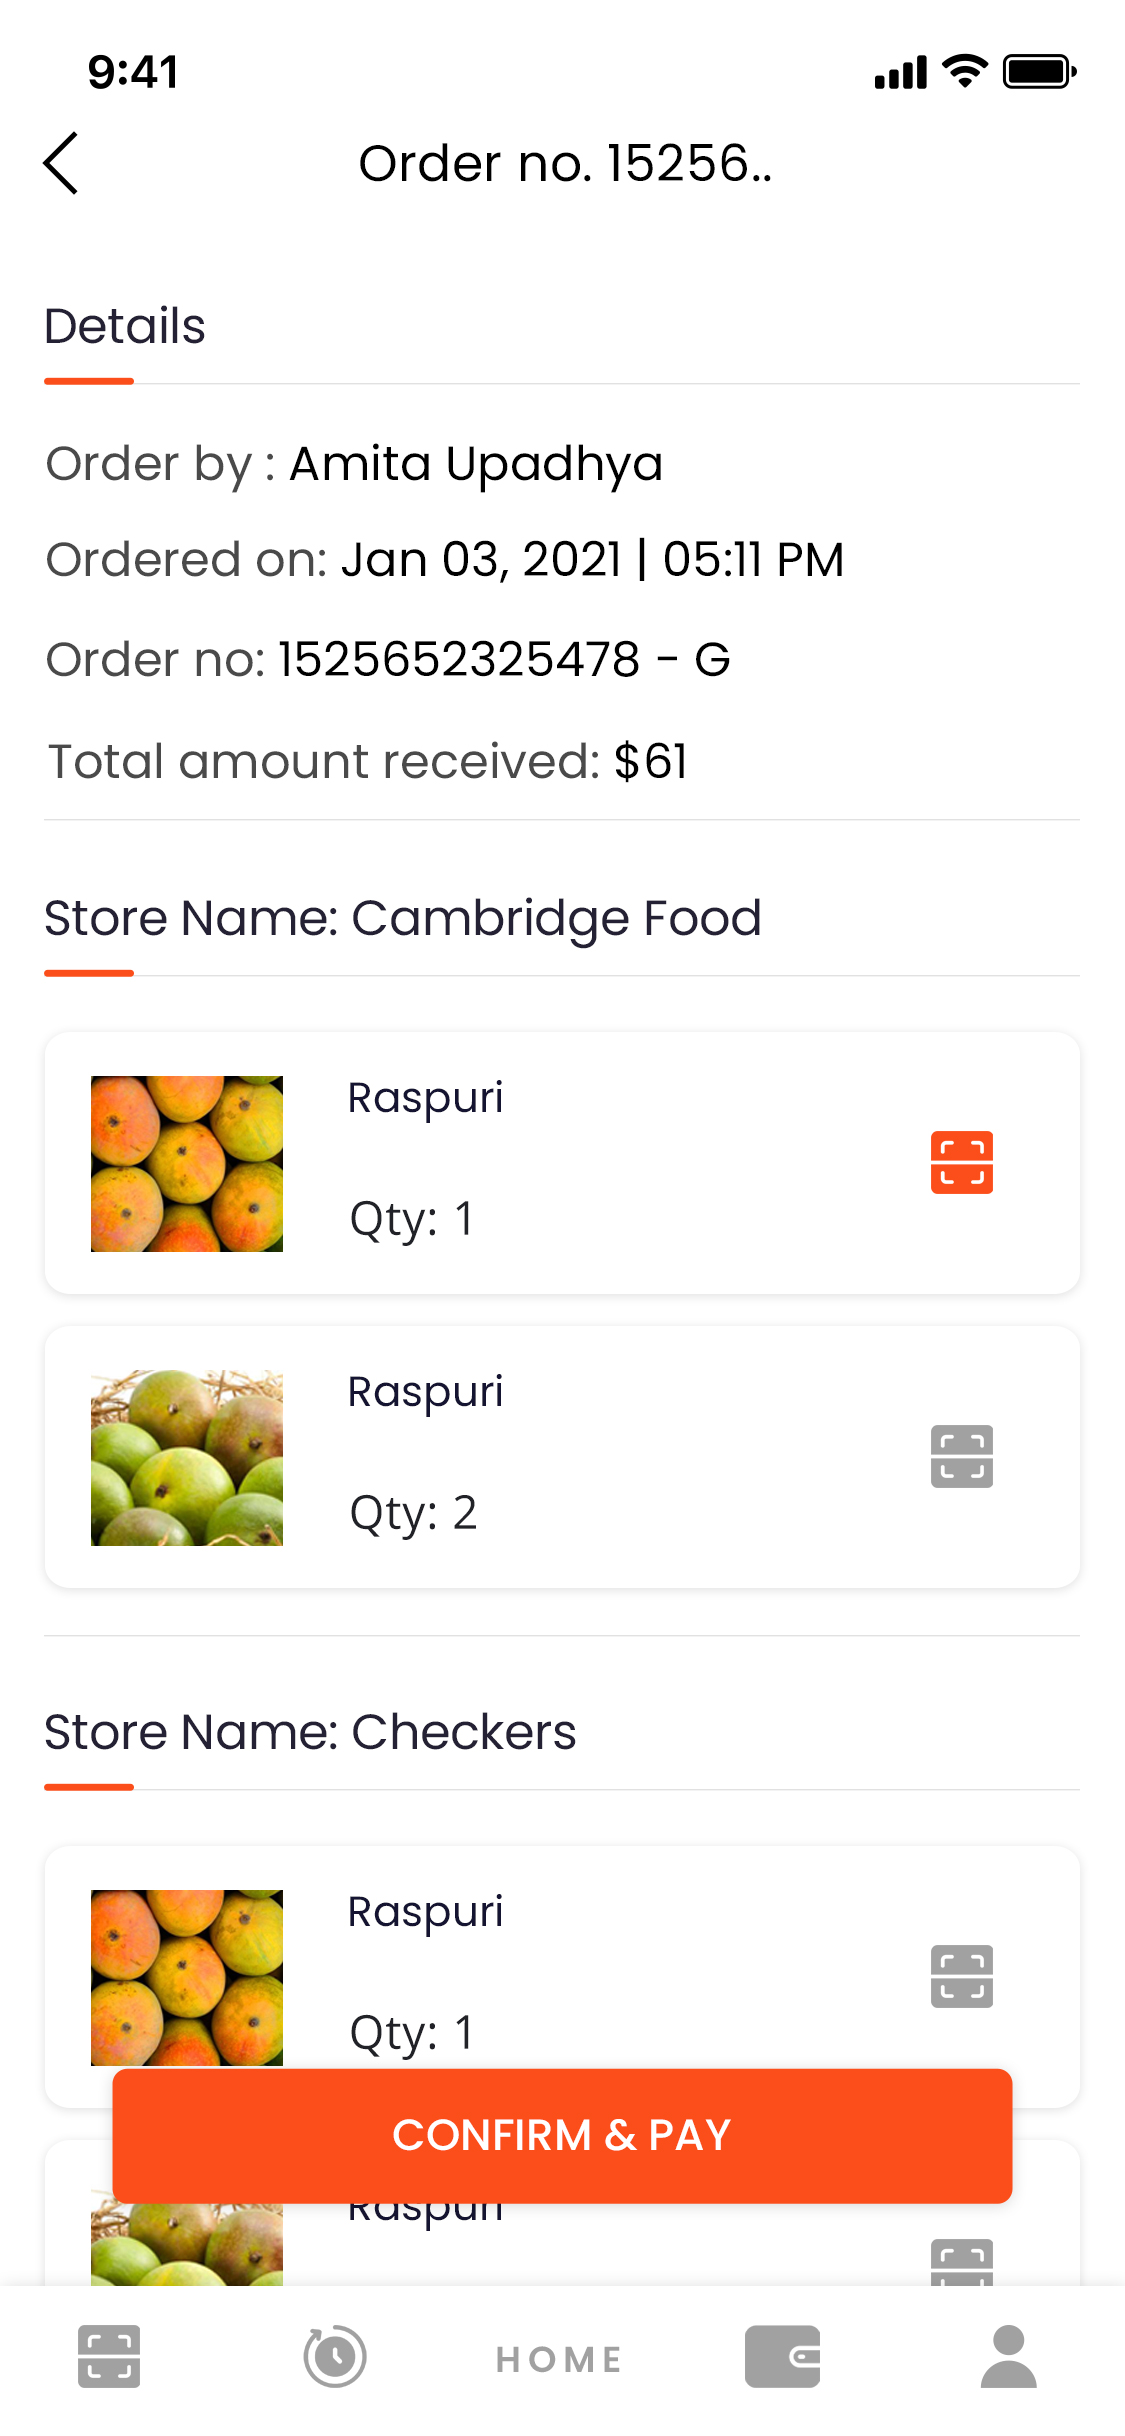 9:41
Order no. 15256..
Details
Order by : Amita Upadhya
Ordered on: Jan 03, 2021 | 05:11 PM
Order no: 1525652325478 - G
Total amount received: $61
Store Name: Cambridge Food
Raspuri
Qty: 1
Raspuri
Qty: 2
Store Name: Checkers
Raspuri
Qty: 1
CONFIRM & PAY
Raspuri
HOME